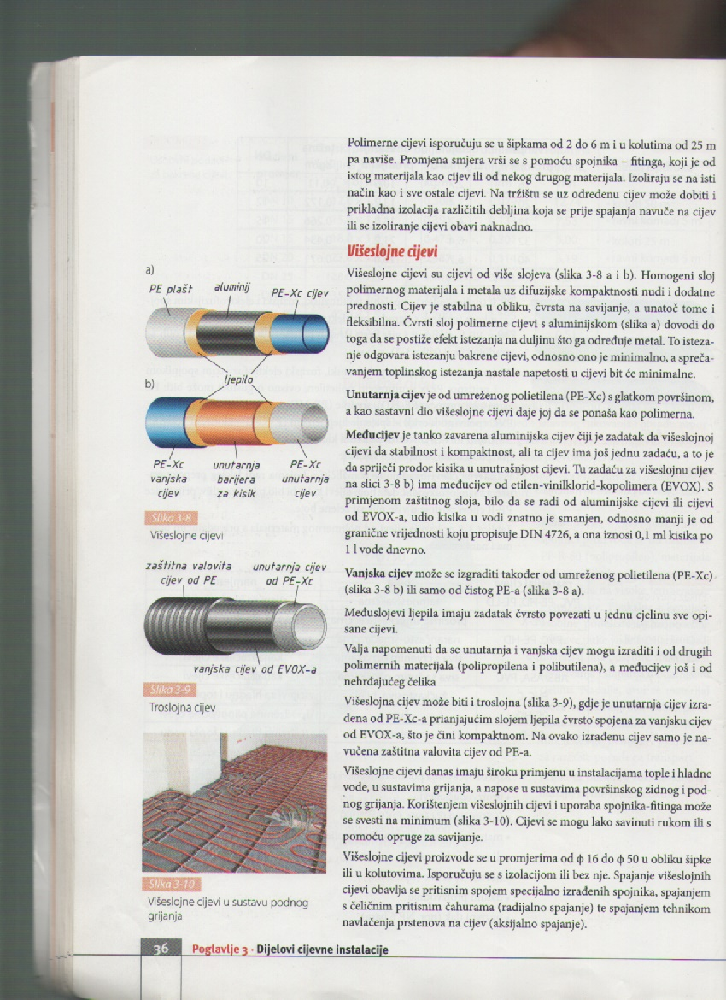 Polimerne cijevi isporučuju se u šipkama od 2 do 6 m i u kolutima od 25 m
pa naviše. Promjena smjera vrši se s pomoću spojnika – fitinga, koji je od
istog materijala kao cijev ili od nekog drugog materijala. Izoliraju se na isti
način kao i sve ostale cijevi. Na tržištu se uz određenu cijev može dobiti i
prikladna izolacija različitih debljina koja se prije spajanja navuče na cijev
ili se izoliranje cijevi obavi naknadno.
Višeslojne cijevi
Višeslojne cijevi su cijevi od više slojeva (slika 3-8 a i b). Homogeni sloj
polimernog materijala i metala uz difuzijske kompaktnosti nudi i dodatne
prednosti. Cijev je stabilna u obliku, čvrsta na savijanje, a unatoč tome i
fleksibilna. Čvrsti sloj polimerne cijevi s aluminijskom (slika a) dovodi do
toga da se postiže efekt istezanja na duljinu što ga određuje metal. To isteza-
nje odgovara istezanju bakrene cijevi, odnosno ono je minimalno, a spreča-
vanjem toplinskog istezanja nastale napetosti u cijevi bit će minimalne.
Unutarnja cijev je od umreženog polietilena (PE-Xc) s glatkom površinom,
a kao sastavni dio višeslojne cijevi daje joj da se ponaša kao polimerna.
Međucijev je tanko zavarena aluminijska cijev čiji je zadatak da višeslojnoj
cijevi da stabilnost i kompaktnost, ali ta cijev ima još jednu zadaću, a to je
da spriječi prodor kisika u unutrašnjost cijevi. Tu zadaću za višeslojnu cijev
na slici 3-8 b) ima međucijev od etilen-vinilklorid-kopolimera (EVOX). S
primjenom zaštitnog sloja, bilo da se radi od aluminijske cijevi ili cijevi
od EVOX-a, udio kisika u vodi znatno je smanjen, odnosno manji je od
granične vrijednosti koju propisuje DIN 4726, a ona iznosi 0,1 ml kisika po
1 l vode dnevno.
Vanjska cijev može se izgraditi također od umreženog polietilena (PE-Xc)
(slika 3-8 b) ili samo od čistog PE-a (slika 3-8 a).
Međuslojevi ljepila imaju zadatak čvrsto povezati u jednu cjelinu sve opi-
sane cijevi.
Valja napomenuti da se unutarnja i vanjska cijev mogu izraditi i od drugih
polimernih materijala (polipropilena i polibutilena), a međucijev još i od
nehrđajućeg čelika
Višeslojna cijev može biti i troslojna (slika 3-9), gdje je unutarnja cijev izra-
đena od PE-Xc-a prianjajućim slojem ljepila čvrsto spojena za vanjsku cijev
od EVOX-a, što je čini kompaktnom. Na ovako izrađenu cijev samo je na-
vučena zaštitna valovita cijev od PE-a.
Višeslojne cijevi danas imaju široku primjenu u instalacijama tople i hladne
vode, u sustavima grijanja, a napose u sustavima površinskog zidnog i pod-
nog grijanja. Korištenjem višeslojnih cijevi i uporaba spojnika-fitinga može
se svesti na minimum (slika 3-10). Cijevi se mogu lako savinuti rukom ili s
pomoću opruge za savijanje.
Višeslojne cijevi proizvode se u promjerima od ϕ 16 do ϕ 50 u obliku šipke
ili u kolutovima. Isporučuju se s izolacijom ili bez nje. Spajanje višeslojnih
cijevi obavlja se pritisnim spojem specijalno izrađenih spojnika, spajanjem
s čeličnim pritisnim čahurama (radijalno spajanje) te spajanjem tehnikom
navlačenja prstenova na cijev (aksijalno spajanje).
a)
PE plašt
aluminij
PE-Xc cijev
ljepilo
b)
PE-Xc
vanjska
cijev
unutarnja
barijera
za kisik
PE-Xc
unutarnja
cijev
Slika 3-8
Višeslojne cijevi
zaštitna valovita
cijev od PE
unutarnja cijev
od PE-Xc
vanjska cijev od EVOX-a
Slika 3-9
Troslojna cijev
Slika 3-10
Višeslojne cijevi u sustavu podnog
grijanja
36 Poglavlje 3 · Dijelovi cijevne instalacije